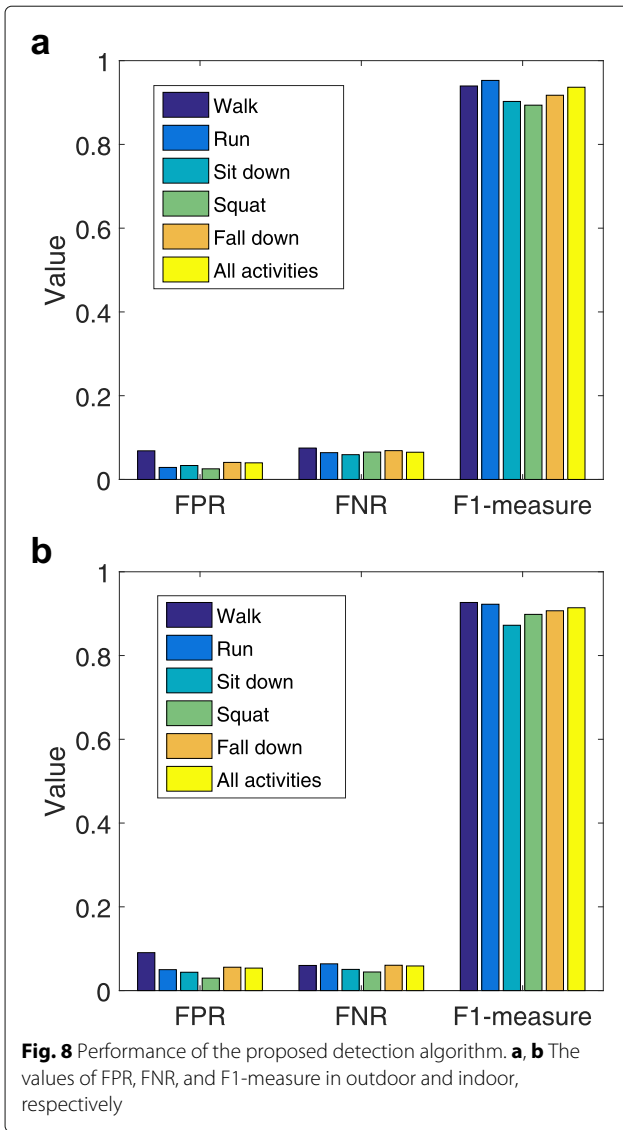 a
1
0.8
0.6
0.4
0.2
0
Value
Walk
Run
Sit down
Squat
Fall down
All activities
FPR FNR F1-measure
b
1
0.8
0.6
0.4
0.2
0
Value
Walk
Run
Sit down
Squat
Fall down
All activities
FPR FNR F1-measure
Fig. 8 Performance of the proposed detection algorithm. a, b The
values of FPR, FNR, and F1-measure in outdoor and indoor,
respectively